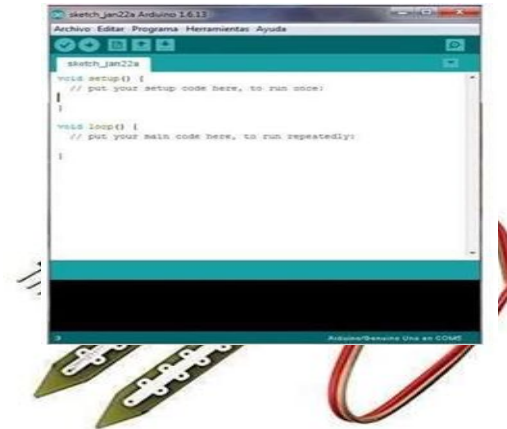 sketch_jan22a Arduino 1.6.13
Archivo Editar Programa Herramientas Ayuda
sketch_jan22a
void setup() {
// put your setup code here, to run once:
}
void loop() {
// put your main code here, to run repeatedly:
}
3
Arduino/Genuino Uno en COM5